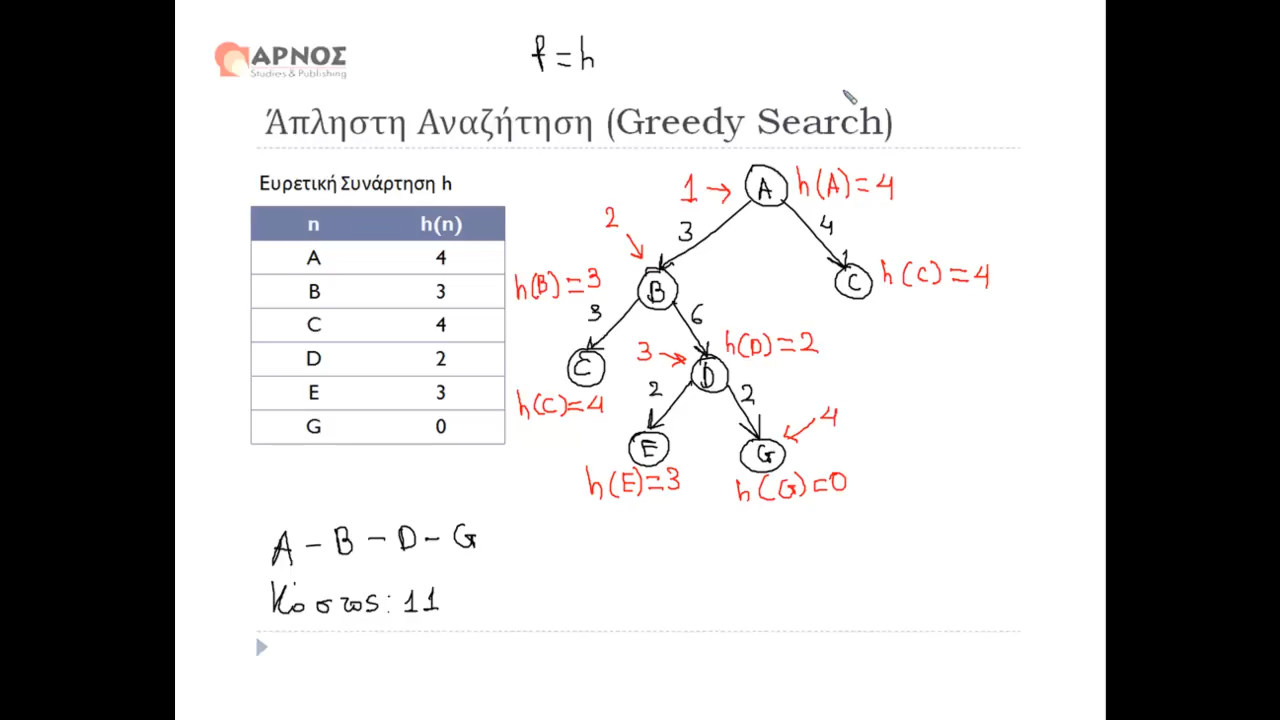 ΑΡΝΟΣ
Studies & Publishing
f = h
Άπληστη Αναζήτηση (Greedy Search)
Ευρετική Συνάρτηση h
n h(n)
A 4
B 3
C 4
D 2
E 3
G 0
1 → A h(A) = 4
2
3 4
h(B) = 3 B C h(C) = 4
3 6
3 → D h(D) = 2
C
h(C) = 4
2 2
E G 4
h(E) = 3 h(G) = 0
A - B - D - G
Κόστος: 11